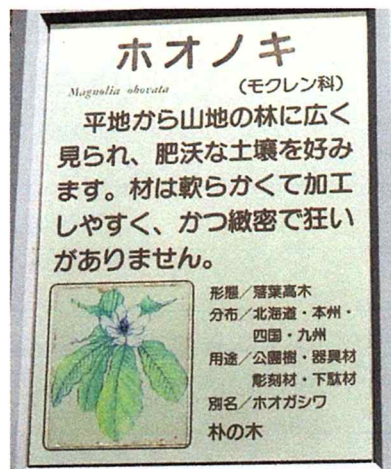 ホオノキ
Magnolia obovata
(モクレン科)
平地から山地の林に広く
見られ、肥沃な土壌を好み
ます。材は軟らかくて加工
しやすく、かつ緻密で狂い
がありません。
形態/落葉高木
分布/北海道・本州・
四国・九州
用途/公園樹・器具材
彫刻材・下駄材
別名/ホオガシワ
朴の木